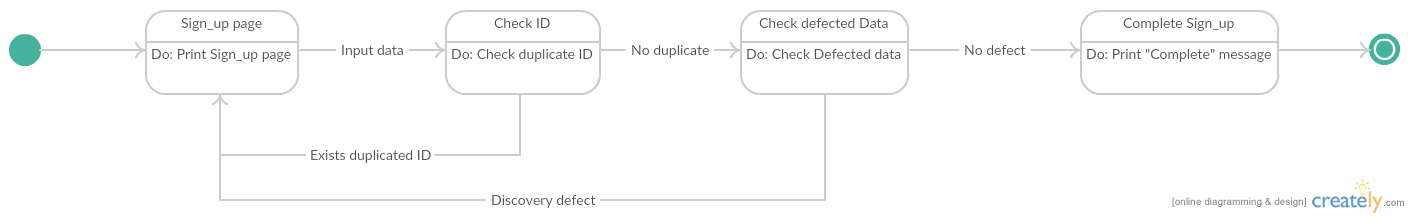 Sign_up page
Do: Print Sign_up page
Input data
Check ID
Do: Check duplicate ID
No duplicate
Check defected Data
Do: Check Defected data
No defect
Complete Sign_up
Do: Print "Complete" message
Exists duplicated ID
Discovery defect
[online diagramming & design] creately.com